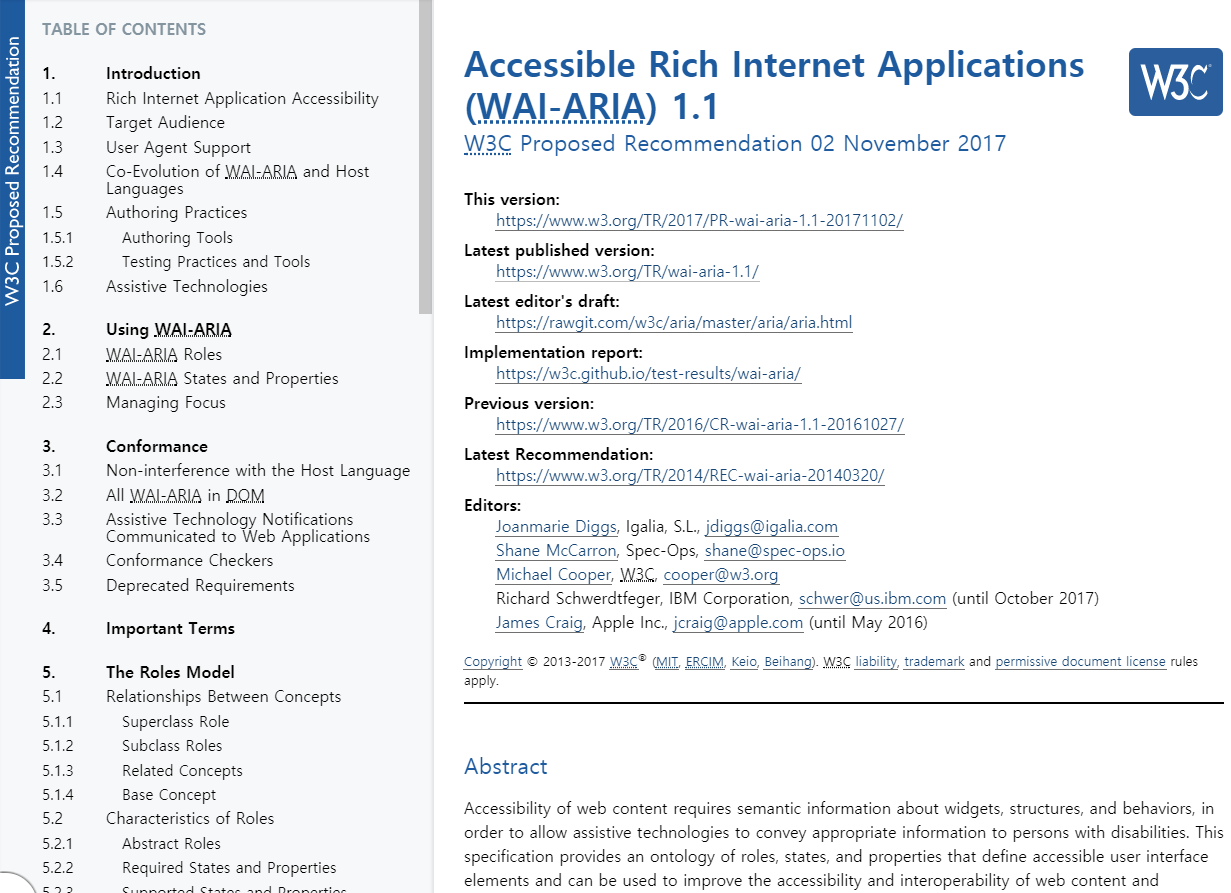 W3C Proposed Recommendation
TABLE OF CONTENTS
1. Introduction
1.1 Rich Internet Application Accessibility
1.2 Target Audience
1.3 User Agent Support
1.4 Co-Evolution of WAI-ARIA and Host
Languages
1.5 Authoring Practices
1.5.1 Authoring Tools
1.5.2 Testing Practices and Tools
1.6 Assistive Technologies
2. Using WAI-ARIA
2.1 WAI-ARIA Roles
2.2 WAI-ARIA States and Properties
2.3 Managing Focus
3. Conformance
3.1 Non-interference with the Host Language
3.2 All WAI-ARIA in DOM
3.3 Assistive Technology Notifications
Communicated to Web Applications
3.4 Conformance Checkers
3.5 Deprecated Requirements
4. Important Terms
5. The Roles Model
5.1 Relationships Between Concepts
5.1.1 Superclass Role
5.1.2 Subclass Roles
5.1.3 Related Concepts
5.1.4 Base Concept
5.2 Characteristics of Roles
5.2.1 Abstract Roles
5.2.2 Required States and Properties
5.2.3 Supported States and Properties
Accessible Rich Internet Applications
(WAI-ARIA) 1.1
W3C
W3C Proposed Recommendation 02 November 2017
This version:
https://www.w3.org/TR/2017/PR-wai-aria-1.1-20171102/
Latest published version:
https://www.w3.org/TR/wai-aria-1.1/
Latest editor's draft:
https://rawgit.com/w3c/aria/master/aria/aria.html
Implementation report:
https://w3c.github.io/test-results/wai-aria/
Previous version:
https://www.w3.org/TR/2016/CR-wai-aria-1.1-20161027/
Latest Recommendation:
https://www.w3.org/TR/2014/REC-wai-aria-20140320/
Editors:
Joanmarie Diggs, Igalia, S.L., jdiggs@igalia.com
Shane McCarron, Spec-Ops, shane@spec-ops.io
Michael Cooper, W3C, cooper@w3.org
Richard Schwerdtfeger, IBM Corporation, schwer@us.ibm.com (until October 2017)
James Craig, Apple Inc., jcraig@apple.com (until May 2016)
Copyright © 2013-2017 W3C® (MIT, ERCIM, Keio, Beihang). W3C liability, trademark and permissive document license rules
apply.
Abstract
Accessibility of web content requires semantic information about widgets, structures, and behaviors, in
order to allow assistive technologies to convey appropriate information to persons with disabilities. This
specification provides an ontology of roles, states, and properties that define accessible user interface
elements and can be used to improve the accessibility and interoperability of web content and